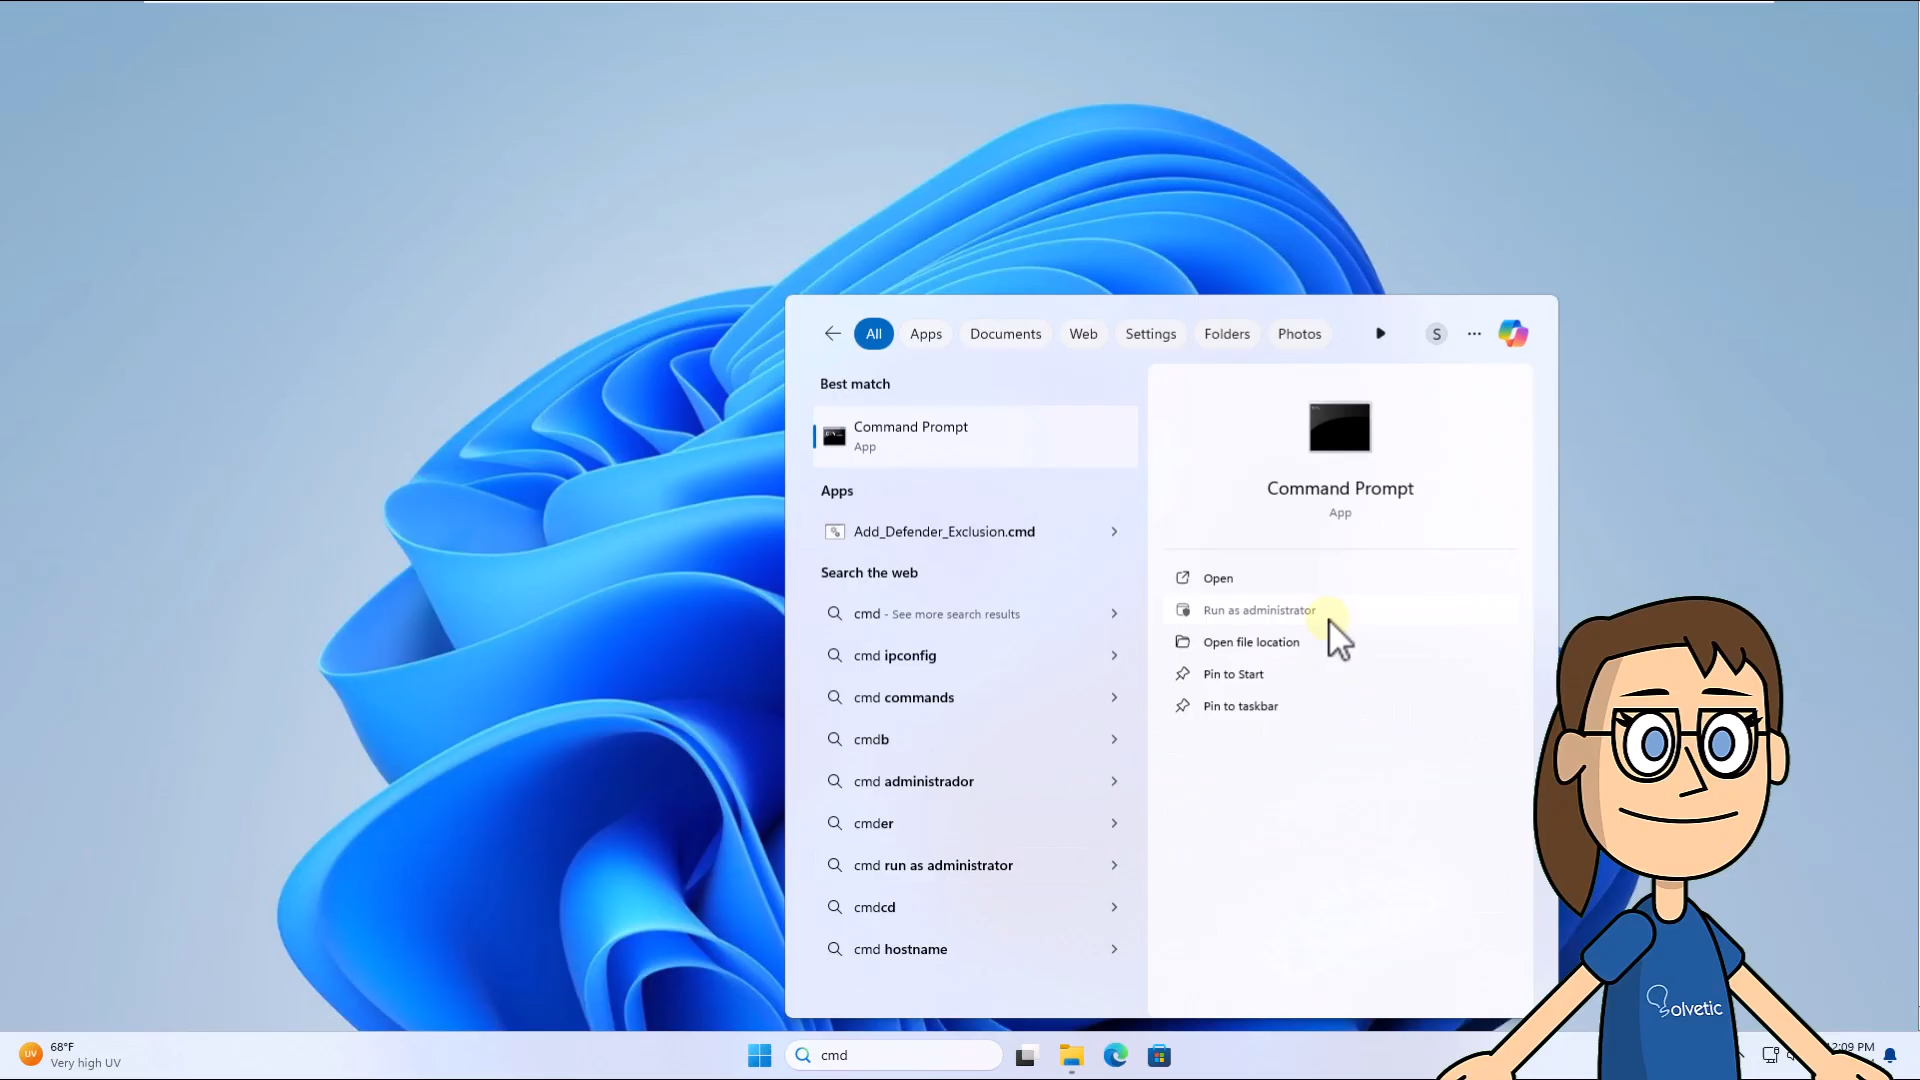 All
Apps
Documents
Web
Settings
Folders
Photos
S
Best match
Command Prompt
App
Apps
Add_Defender_Exclusion.cmd
Search the web
cmd - See more search results
cmd ipconfig
cmd commands
cmdb
cmd administrador
cmder
cmd run as administrator
cmdcd
cmd hostname
Command Prompt
App
Open
Run as administrator
Open file location
Pin to Start
Pin to taskbar
Solvetic
UV
68°F
Very high UV
cmd
12:09 PM